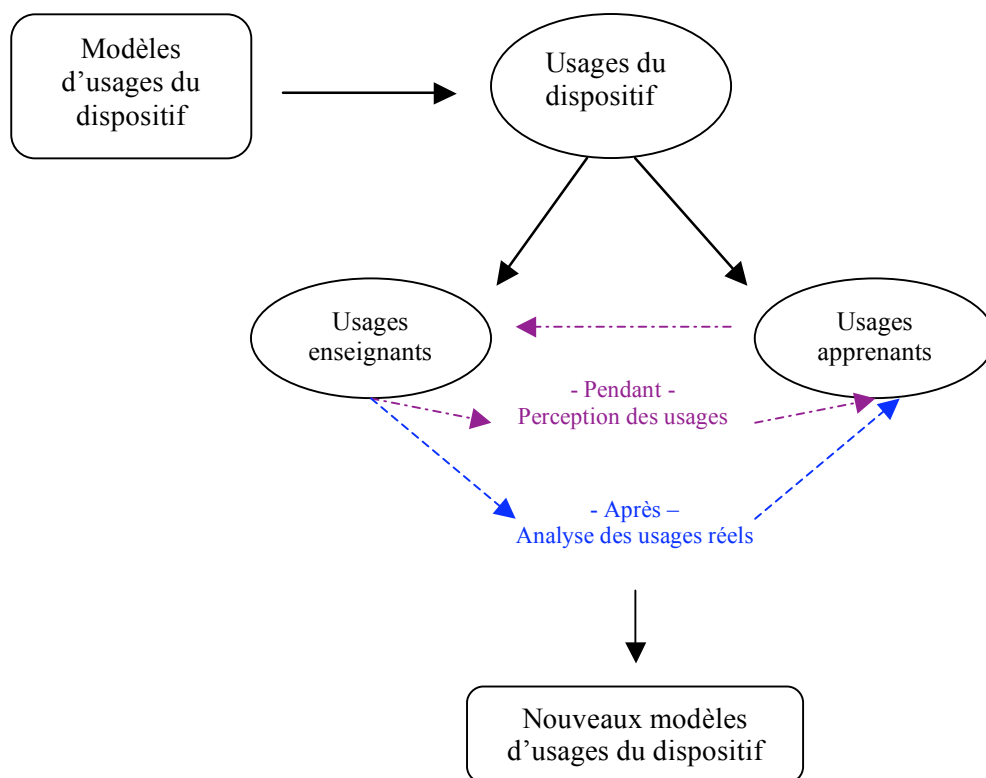 Modèles
d’usages du
dispositif
Usages du
dispositif
Usages
enseignants
Usages
apprenants
- Pendant -
Perception des usages
- Après –
Analyse des usages réels
Nouveaux modèles
d’usages du dispositif